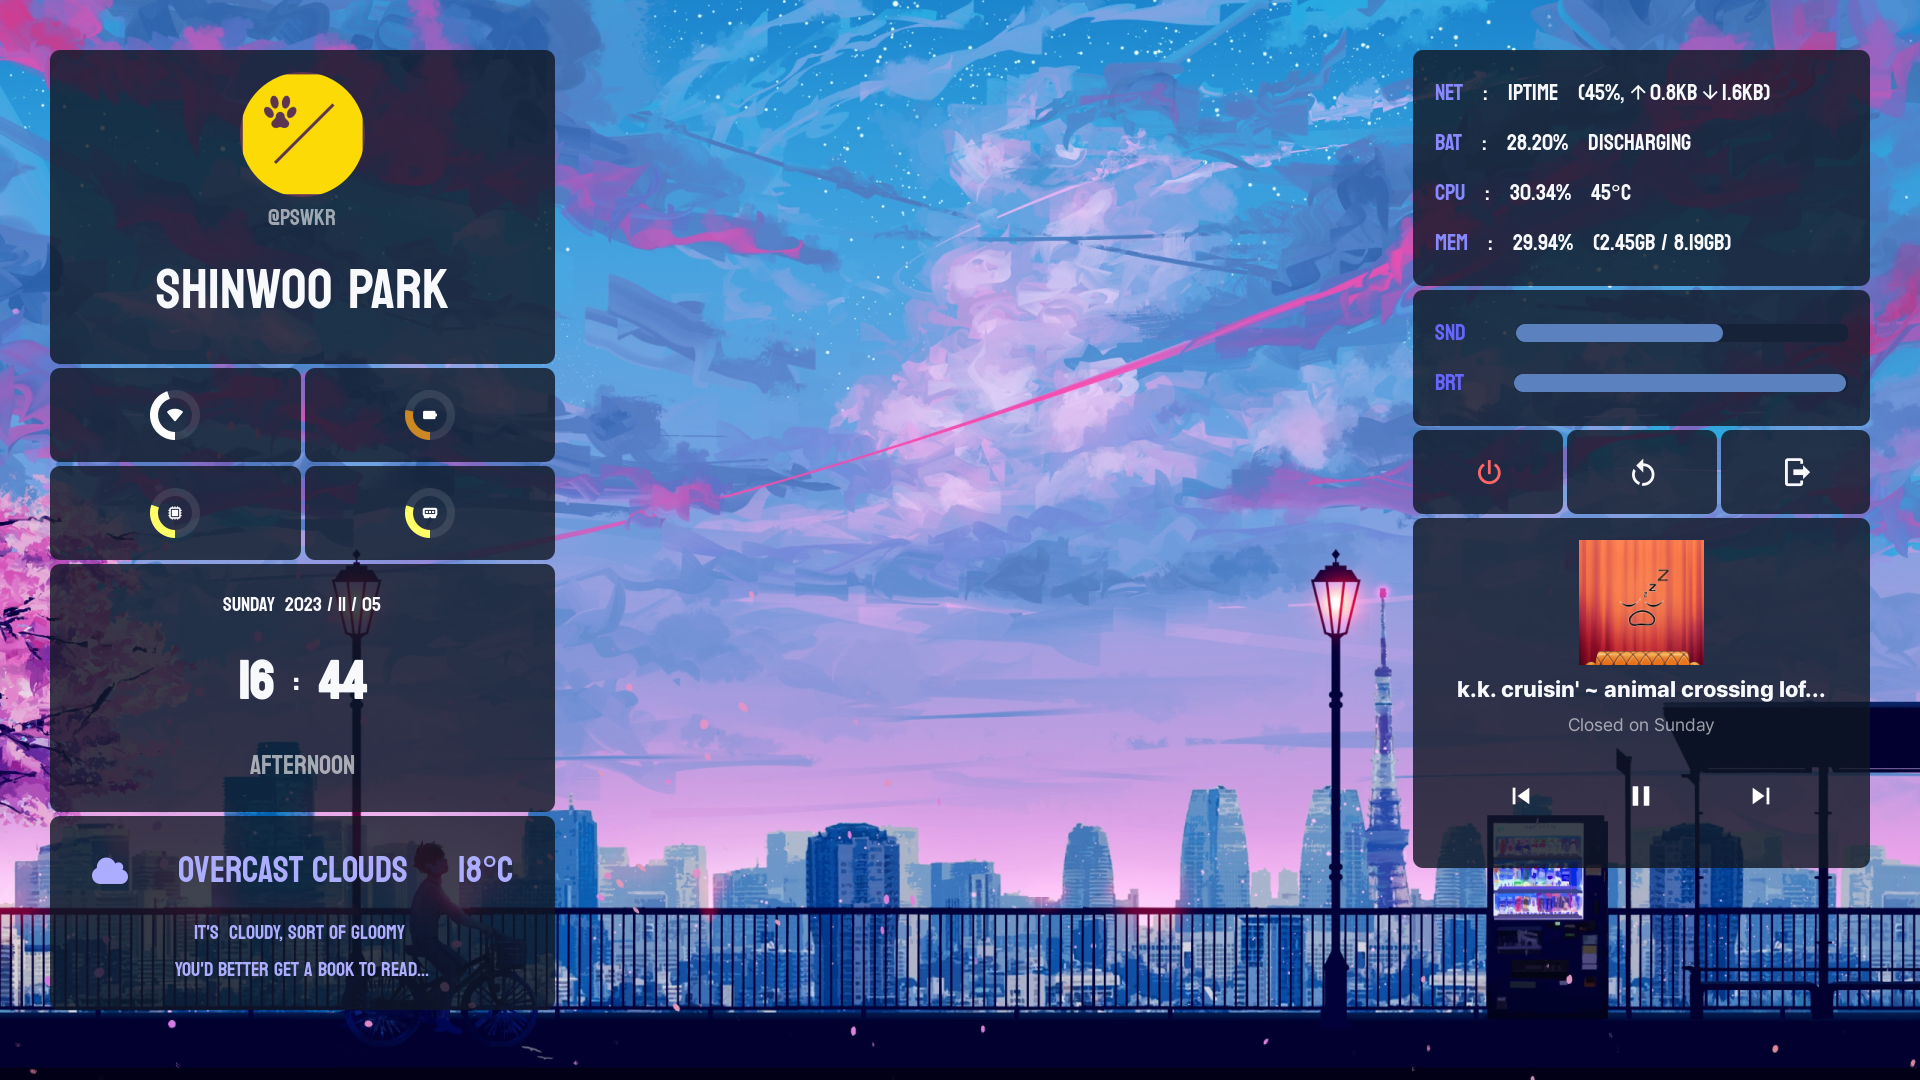 @PSWKR
SHINWOO PARK
SUNDAY 2023 / 11 / 05
16 : 44
AFTERNOON
OVERCAST CLOUDS 18°C
IT'S CLOUDY, SORT OF GLOOMY
YOU'D BETTER GET A BOOK TO READ...
NET : IPTIME (45%, ↑ 0.8KB ↓ 1.6KB)
BAT : 28.20% DISCHARGING
CPU : 30.34% 45°C
MEM : 29.94% (2.45GB / 8.19GB)
SND
BRT
z z z
k.k. cruisin' ~ animal crossing lof...
Closed on Sunday